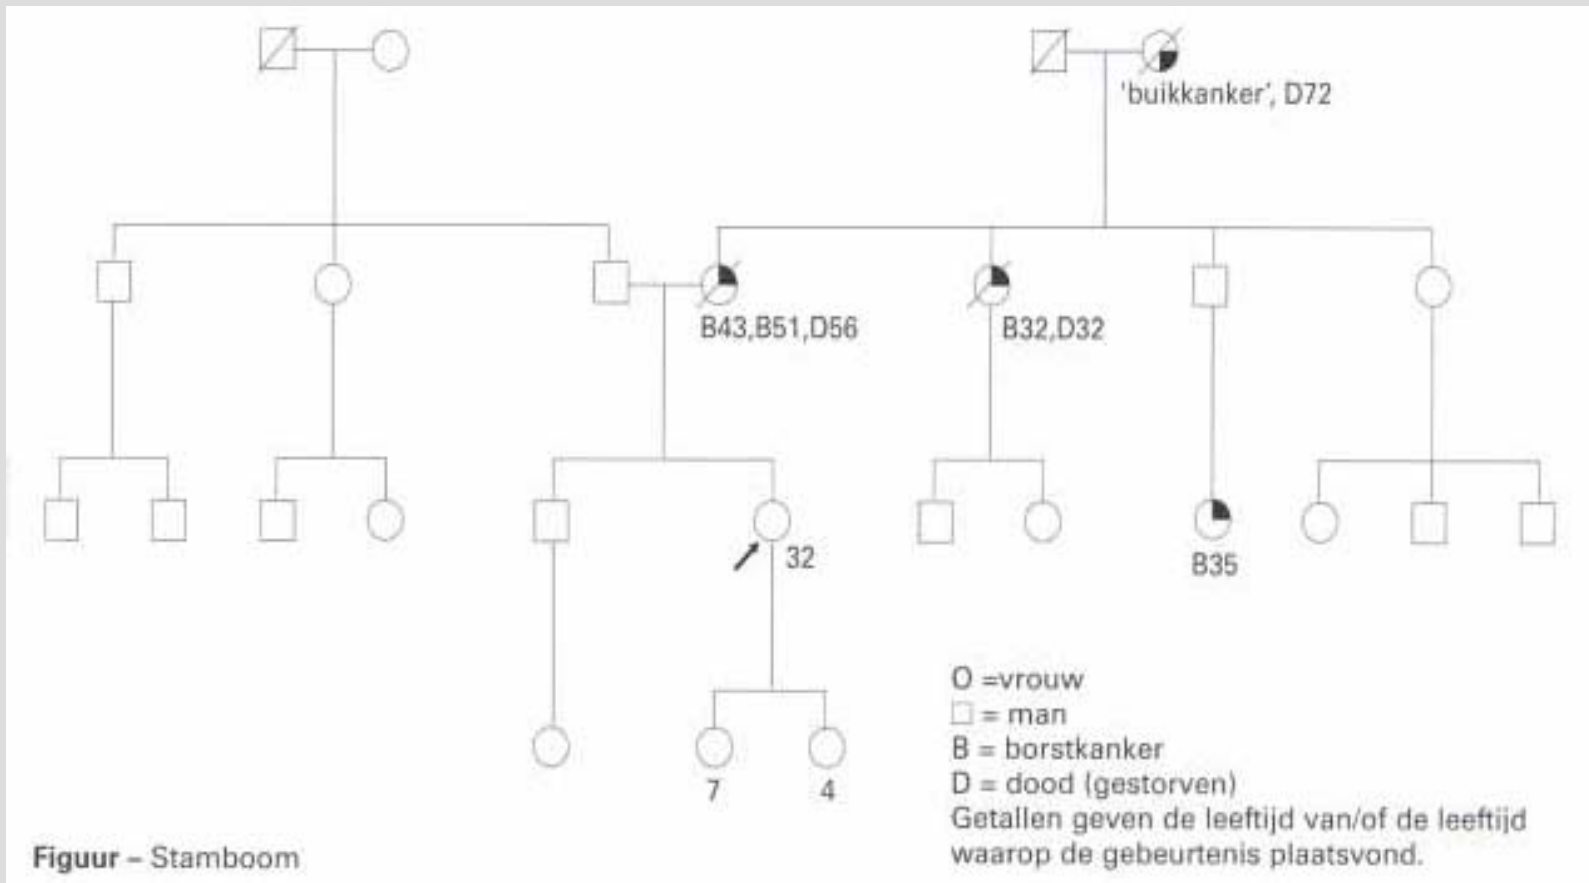 'buikkanker', D72
B43,B51,D56
B32,D32
32
B35
7
4
O =vrouw
□ = man
B = borstkanker
D = dood (gestorven)
Getallen geven de leeftijd van/of de leeftijd
waarop de gebeurtenis plaatsvond.
Figuur – Stamboom